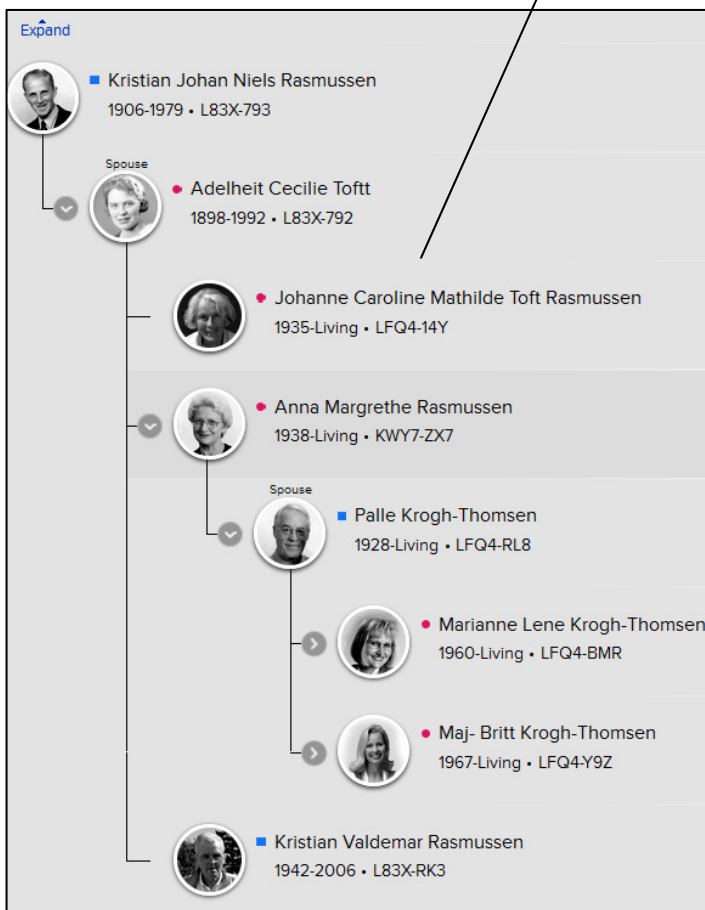 Expand
Kristian Johan Niels Rasmussen
1906-1979 • L83X-793
Spouse
Adelheit Cecilie Toftt
1898-1992 • L83X-792
Johanne Caroline Mathilde Toft Rasmussen
1935-Living • LFQ4-14Y
Anna Margrethe Rasmussen
1938-Living • KWY7-ZX7
Spouse
Palle Krogh-Thomsen
1928-Living • LFQ4-RL8
Marianne Lene Krogh-Thomsen
1960-Living • LFQ4-BMR
Maj- Britt Krogh-Thomsen
1967-Living • LFQ4-Y9Z
Kristian Valdemar Rasmussen
1942-2006 • L83X-RK3